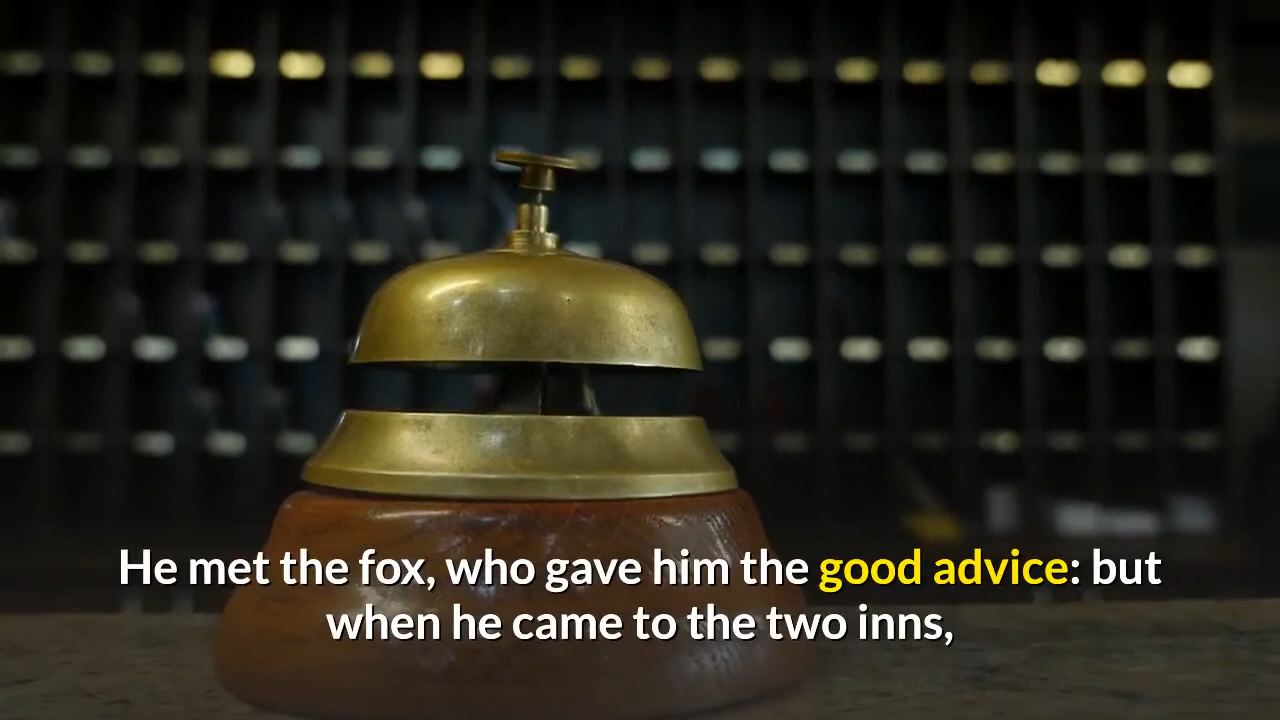 He met the fox, who gave him the good advice: but
when he came to the two inns,